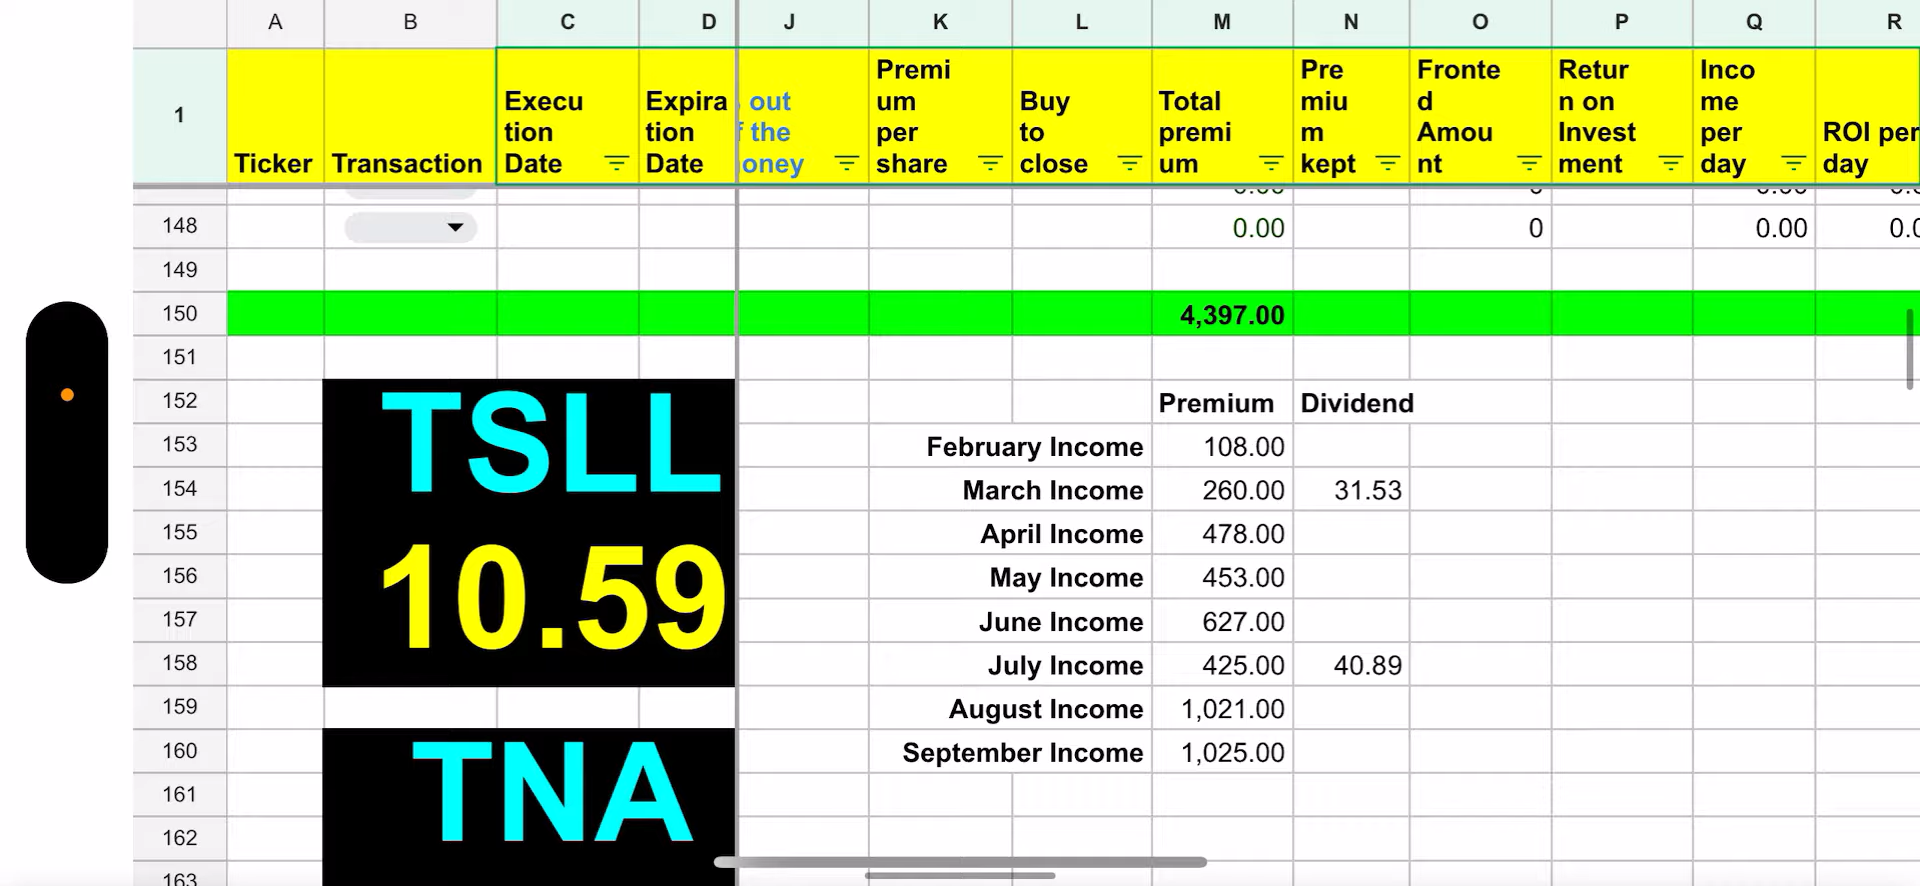 A B C D J K L M N O P Q R
1
Ticker
Transaction
Execu
tion
Date
Expira
tion
Date
out
the
Premi
um
per
share
Buy
to
close
Total
premi
um
Pre
miu
m
kept
Fronte
d
Amou
nt
Retur
n on
Invest
ment
Inco
me
per
day
ROI per
day
148 0.00 0 0.00
149
150 4,397.00
151
152 Premium Dividend
153 February Income 108.00
154 March Income 260.00 31.53
155 April Income 478.00
156 May Income 453.00
157 June Income 627.00
158 July Income 425.00 40.89
159 August Income 1,021.00
160 September Income 1,025.00
161
162
163
TSLL
10.59
TNA